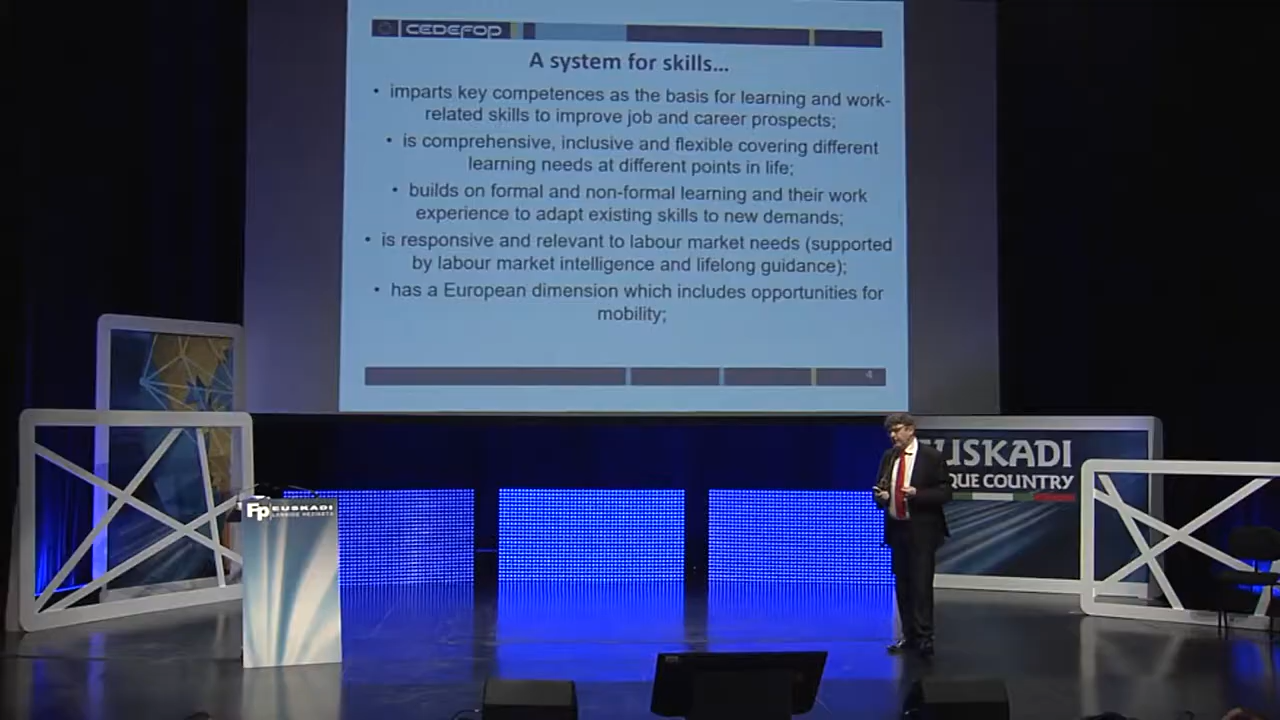 CEDEFOP
A system for skills...
• imparts key competences as the basis for learning and work-
related skills to improve job and career prospects;
• is comprehensive, inclusive and flexible covering different
learning needs at different points in life;
• builds on formal and non-formal learning and their work
experience to adapt existing skills to new demands;
• is responsive and relevant to labour market needs (supported
by labour market intelligence and lifelong guidance);
• has a European dimension which includes opportunities for
mobility;
4
USKADI
QUE COUNTRY
FP EUSKADI
LANBIDE HEZIKETA